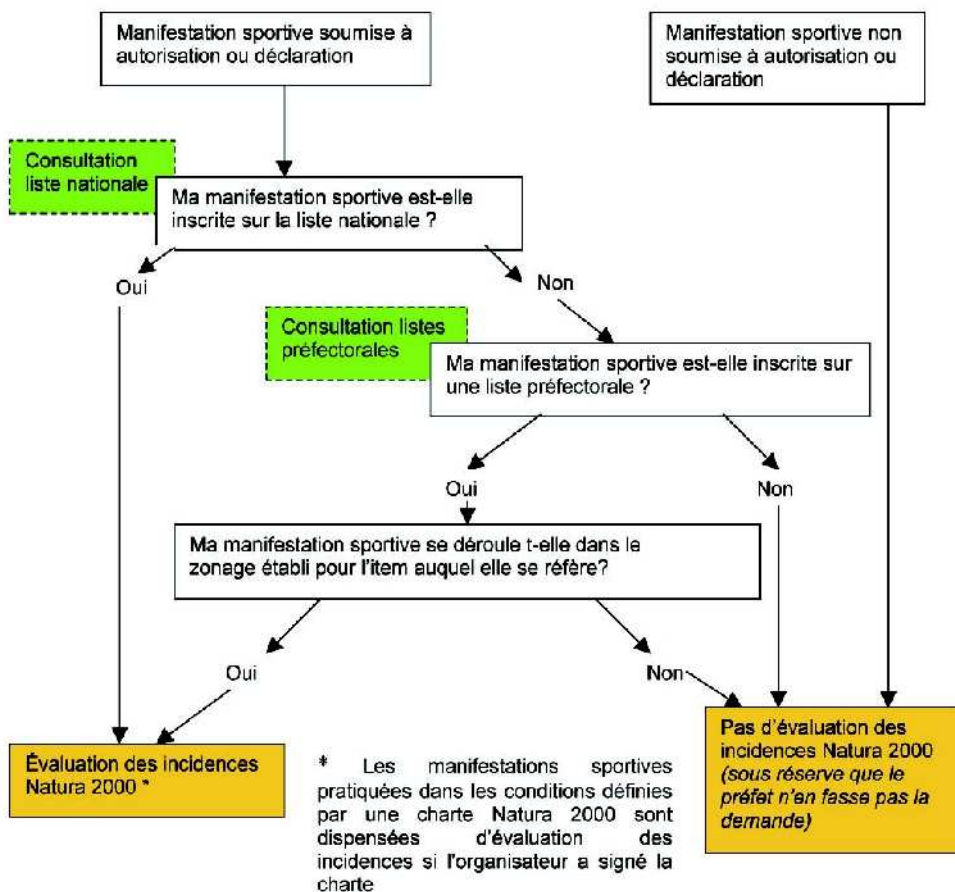 Manifestation sportive soumise à
autorisation ou déclaration
Manifestation sportive non
soumise à autorisation ou
déclaration
Consultation
liste nationale
Ma manifestation sportive est-elle
inscrite sur la liste nationale ?
Oui
Non
Consultation listes
préfectorales
Ma manifestation sportive est-elle inscrite sur
une liste préfectorale ?
Oui
Non
Ma manifestation sportive se déroule t-elle dans le
zonage établi pour l'item auquel elle se réfère?
Oui
Non
Évaluation des incidences
Natura 2000 *
* Les manifestations sportives
pratiquées dans les conditions définies
par une charte Natura 2000 sont
dispensées d'évaluation des
incidences si l'organisateur a signé la
charte
Pas d'évaluation des
incidences Natura 2000
(sous réserve que le
préfet n'en fasse pas la
demande)